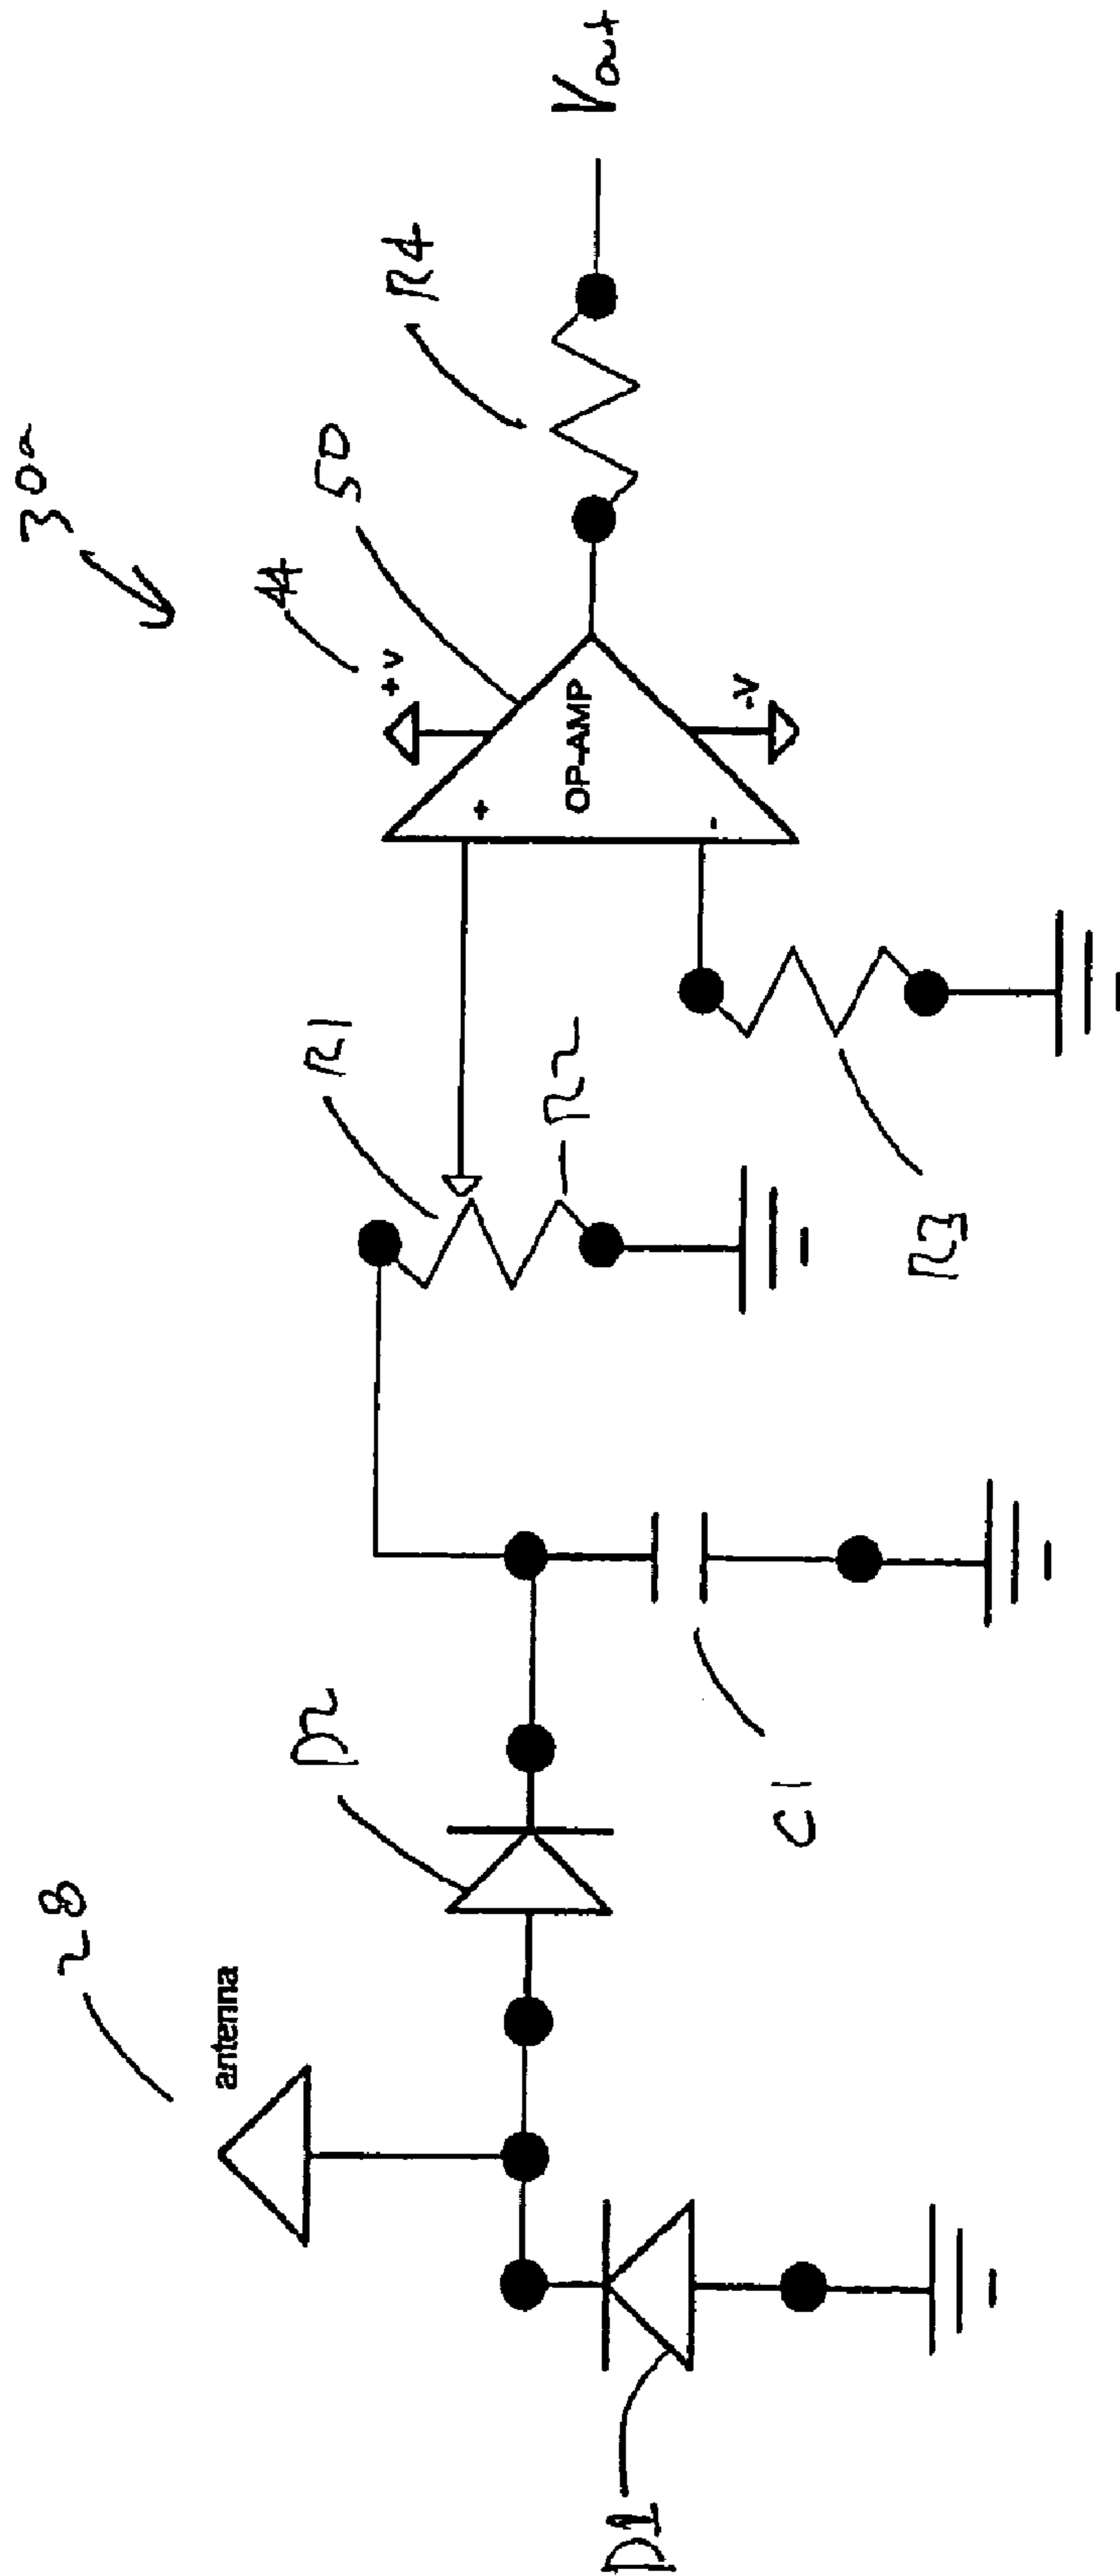 30a
28
antenna
D1
D2
C1
R1
R2
R3
44
+V
50
+
OP-AMP
-
-V
R4
Vout